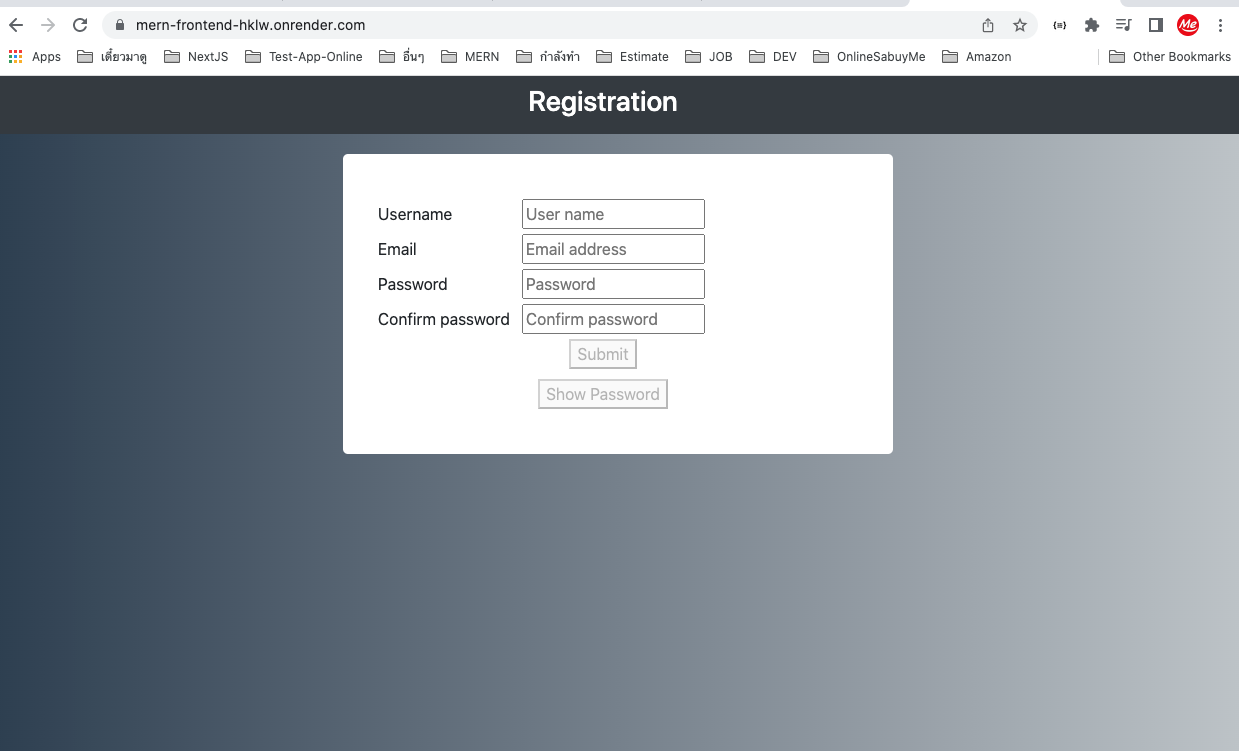 mern-frontend-hklw.onrender.com
Me
Apps เดี๋ยวมาดู NextJS Test-App-Online อื่นๆ MERN กำลังทำ Estimate JOB DEV OnlineSabuyMe Amazon Other Bookmarks
Registration
Username User name
Email Email address
Password Password
Confirm password Confirm password
Submit
Show Password